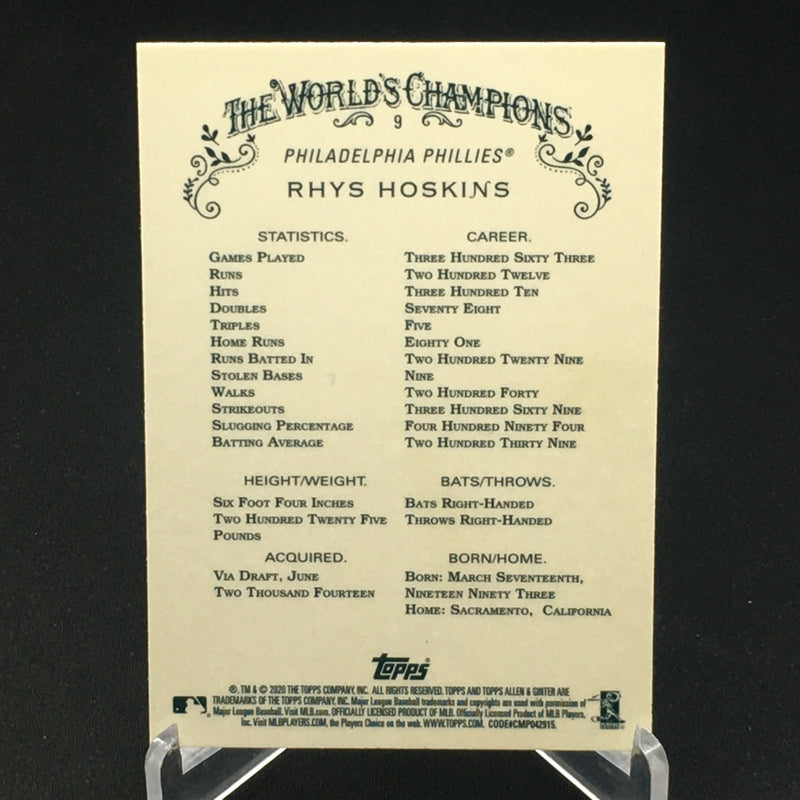 THE WORLD'S CHAMPIONS
9
PHILADELPHIA PHILLIES®
RHYS HOSKINS
STATISTICS. CAREER.
GAMES PLAYED THREE HUNDRED SIXTY THREE
RUNS TWO HUNDRED TWELVE
HITS THREE HUNDRED TEN
DOUBLES SEVENTY EIGHT
TRIPLES FIVE
HOME RUNS EIGHTY ONE
RUNS BATTED IN TWO HUNDRED TWENTY NINE
STOLEN BASES NINE
WALKS TWO HUNDRED FORTY
STRIKEOUTS THREE HUNDRED SIXTY NINE
SLUGGING PERCENTAGE FOUR HUNDRED NINETY FOUR
BATTING AVERAGE TWO HUNDRED THIRTY NINE
HEIGHT/WEIGHT. BATS/THROWS.
SIX FOOT FOUR INCHES BATS RIGHT-HANDED
TWO HUNDRED TWENTY FIVE THROWS RIGHT-HANDED
POUNDS
ACQUIRED. BORN/HOME.
VIA DRAFT, JUNE BORN: MARCH SEVENTEENTH,
TWO THOUSAND FOURTEEN NINETEEN NINETY THREE
HOME: SACRAMENTO, CALIFORNIA
Topps
®, TM & © 2020 THE TOPPS COMPANY, INC. ALL RIGHTS RESERVED. TOPPS AND TOPPS ALLEN & GINTER ARE
TRADEMARKS OF THE TOPPS COMPANY, INC. Major League Baseball trademarks and copyrights are used with permission of
Major League Baseball. Visit MLB.com. OFFICIALLY LICENSED PRODUCT OF MLB. Officially Licensed Product of MLB Players,
Inc. Visit MLBPLAYERS.COM, the Players Choice on the web. WWW.TOPPS.COM. CODE#CMP042915.